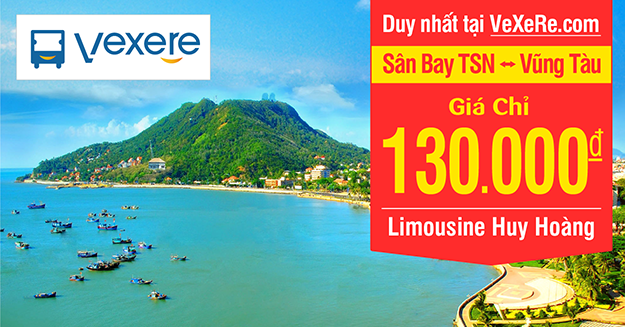 Vexere
Duy nhất tại VeXeRe.com
Sân Bay TSN ↔ Vũng Tàu
Giá Chỉ
130.000đ
Limousine Huy Hoàng